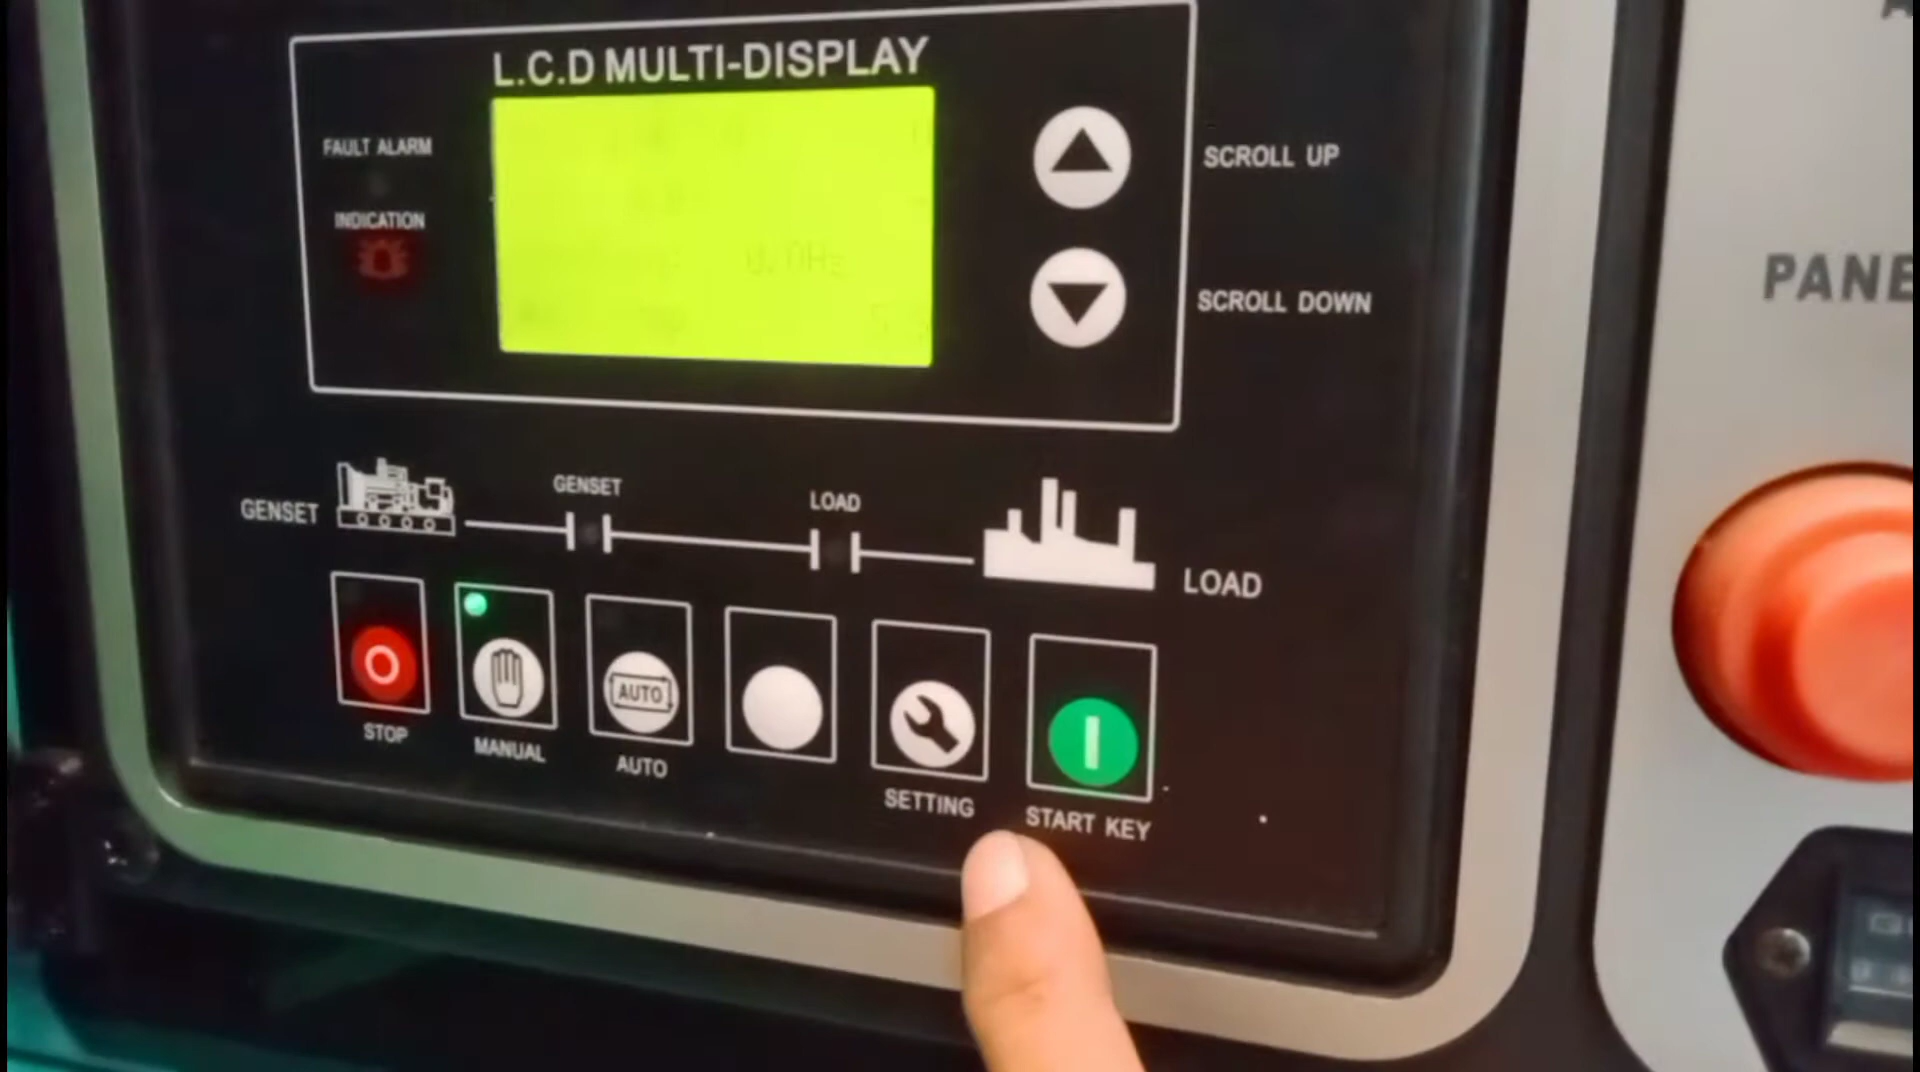 L.C.D MULTI-DISPLAY
FAULT ALARM
INDICATION
SCROLL UP
SCROLL DOWN
PANE
GENSET
GENSET
LOAD
LOAD
STOP
MANUAL
AUTO
AUTO
SETTING
START KEY